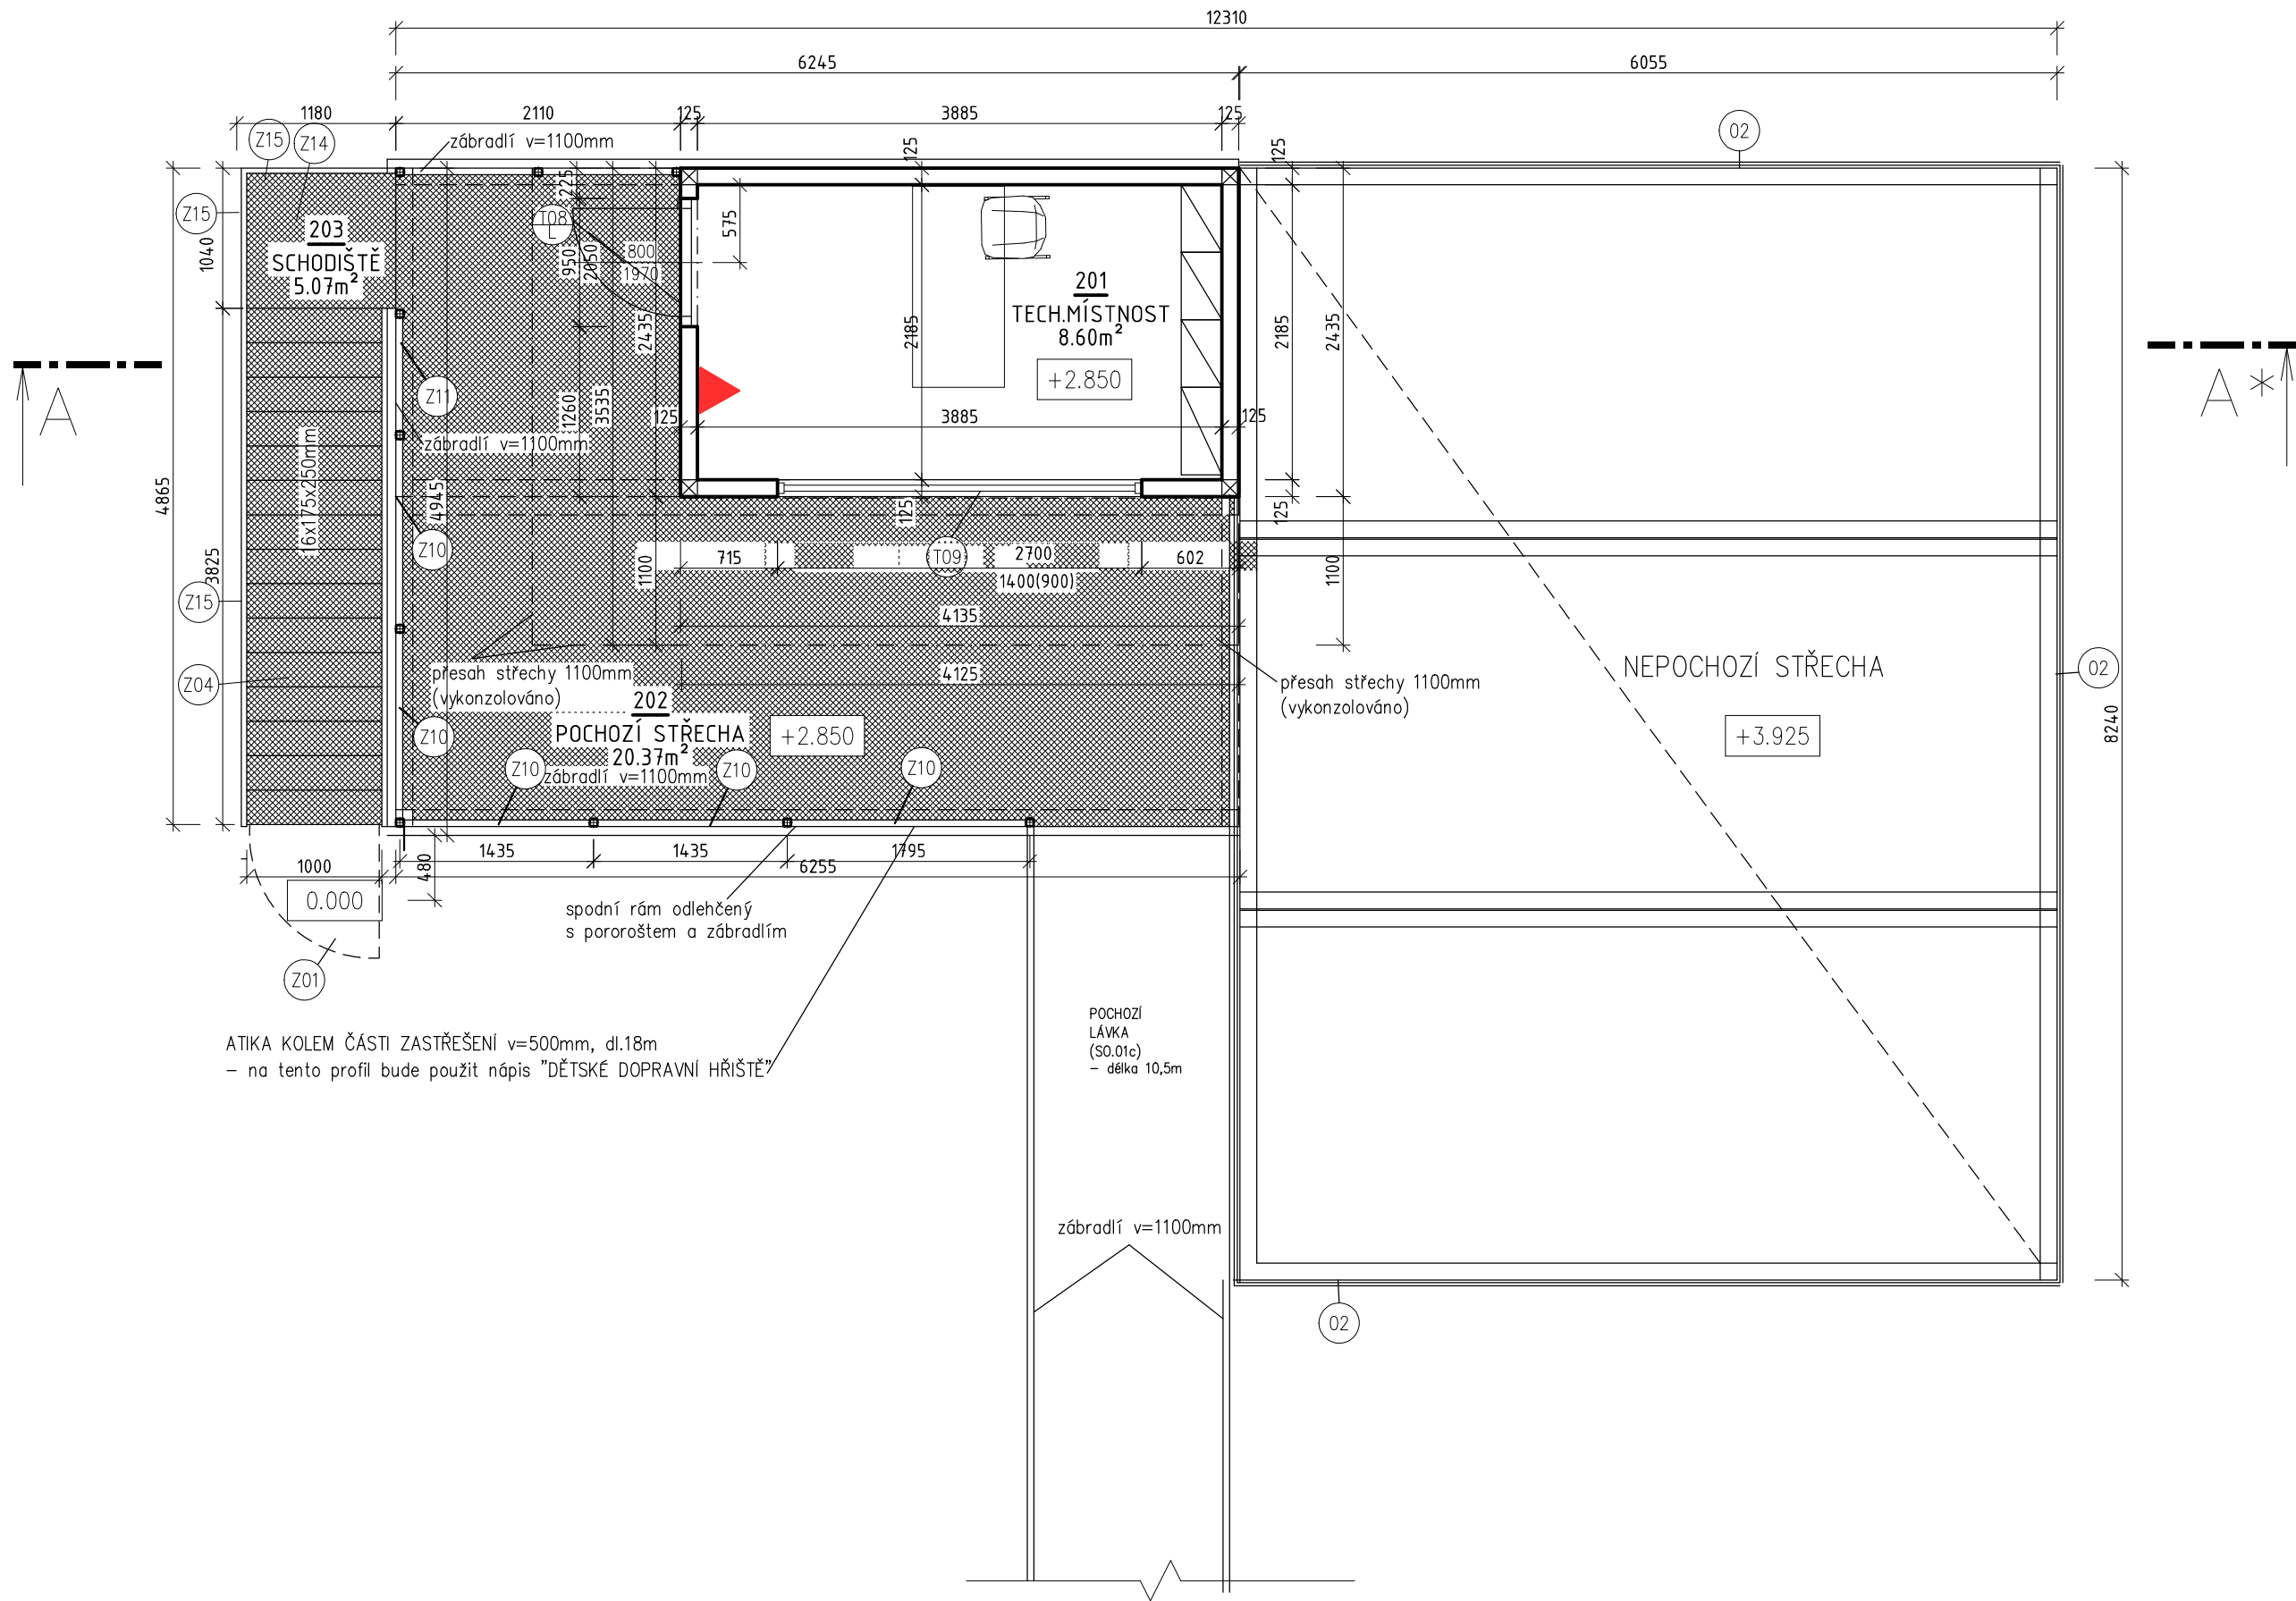 12310
6245
6055
1180
2110
125
3885
125
Z15
Z14
zábradlí v=1100mm
125
125
02
Z15
1040
203
SCHODIŠTĚ
5.07m²
T08
L
225
950
2050
800
1970
575
2435
201
TECH.MÍSTNOST
8.60m²
+2.850
2185
2185
2435
A
A*
Z11
zábradlí v=1100mm
1260
3535
125
3885
125
4865
3825
16x175x250mm
4945
Z10
125
125
1100
715
T09
2700
602
1400(900)
1100
Z15
4135
4125
Z04
přesah střechy 1100mm
(vykonzolováno)
přesah střechy 1100mm
(vykonzolováno)
NEPOCHOZÍ STŘECHA
+3.925
02
8240
202
POCHOZÍ STŘECHA
20.37m²
+2.850
zábradlí v=1100mm
Z10
Z10
Z10
Z10
1435
1435
1795
1000
480
6255
0.000
Z01
spodní rám odlehčený
s pororoštem a zábradlím
ATIKA KOLEM ČÁSTI ZASTŘEŠENÍ v=500mm, dl.18m
– na tento profil bude použit nápis "DĚTSKÉ DOPRAVNÍ HŘIŠTĚ"
POCHOZÍ
LÁVKA
(SO.01c)
– délka 10,5m
zábradlí v=1100mm
02